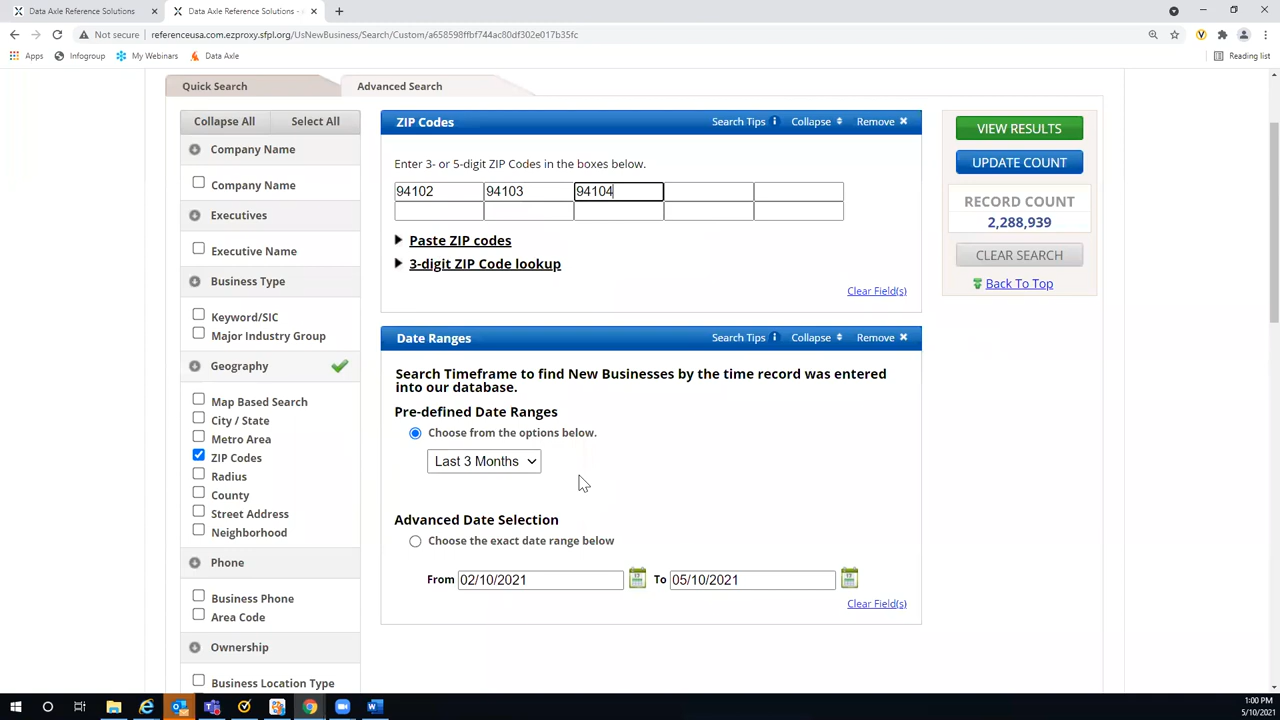 Data Axle Reference Solutions
Data Axle Reference Solutions -
Not secure
referenceusa.com.ezproxy.sfpl.org/UsNewBusiness/Search/Custom/a658598ffbf744ac80df302e017b35fc
Apps
Infogroup
My Webinars
Data Axle
Reading list
Quick Search
Advanced Search
Collapse All
Select All
Company Name
Company Name
Executives
Executive Name
Business Type
Keyword/SIC
Major Industry Group
Geography
Map Based Search
City / State
Metro Area
ZIP Codes
Radius
County
Street Address
Neighborhood
Phone
Business Phone
Area Code
Ownership
Business Location Type
ZIP Codes
Search Tips
Collapse
Remove
Enter 3- or 5-digit ZIP Codes in the boxes below.
94102 94103 94104
Paste ZIP codes
3-digit ZIP Code lookup
Clear Field(s)
Date Ranges
Search Tips
Collapse
Remove
Search Timeframe to find New Businesses by the time record was entered
into our database.
Pre-defined Date Ranges
Choose from the options below.
Last 3 Months
Advanced Date Selection
Choose the exact date range below
From 02/10/2021 To 05/10/2021
Clear Field(s)
VIEW RESULTS
UPDATE COUNT
RECORD COUNT
2,288,939
CLEAR SEARCH
Back To Top
1:00 PM
5/10/2021